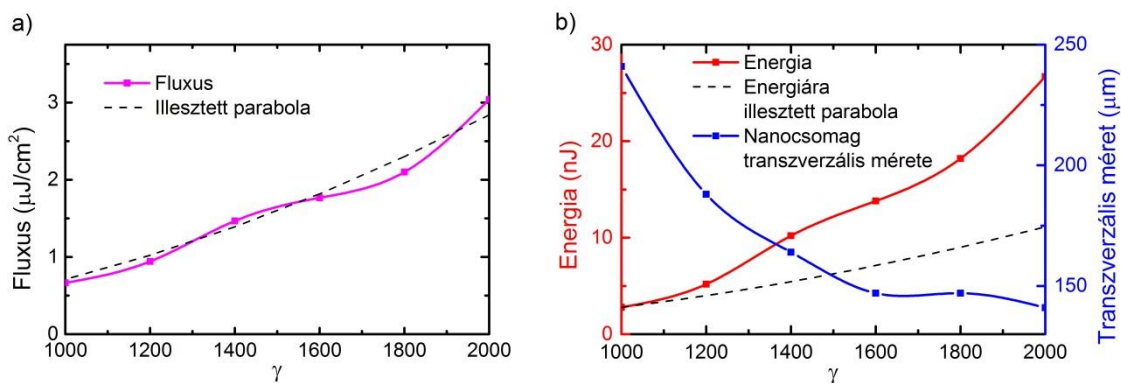 a)
Fluxus (μJ/cm²)
3
2
1
0
Fluxus
Illesztett parabola
1000 1200 1400 1600 1800 2000
γ
b)
Energia (nJ)
30
20
10
0
Energia
Energiára
illesztett parabola
Nanocsomag
transzverzális mérete
250
200
150
Transzverzális méret (μm)
1000 1200 1400 1600 1800 2000
γ